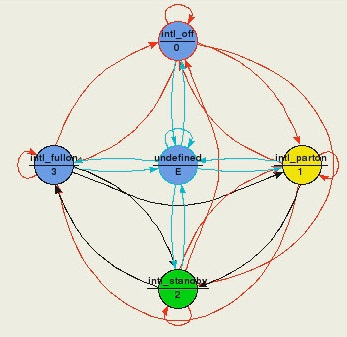 intl_off
0
intl_fullon
3
undefined
E
intl_parton
1
intl_standby
2